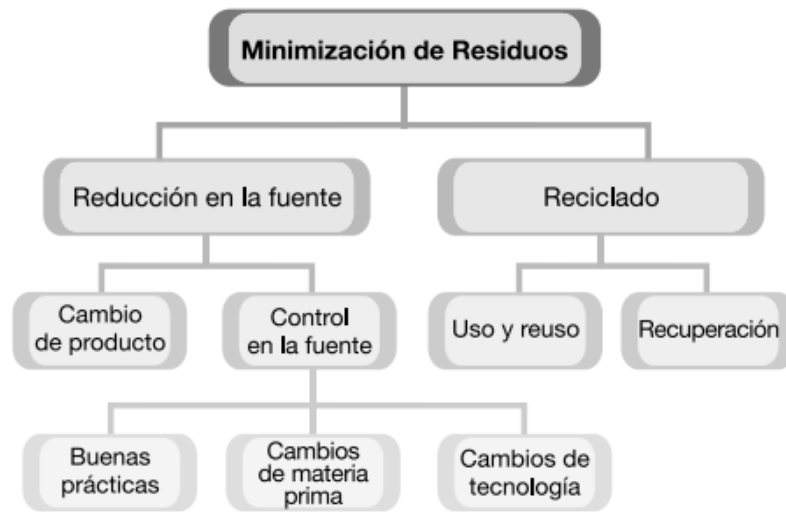 Minimización de Residuos
Reducción en la fuente
Reciclado
Cambio
de producto
Control
en la fuente
Uso y reuso
Recuperación
Buenas
prácticas
Cambios
de materia
prima
Cambios de
tecnología